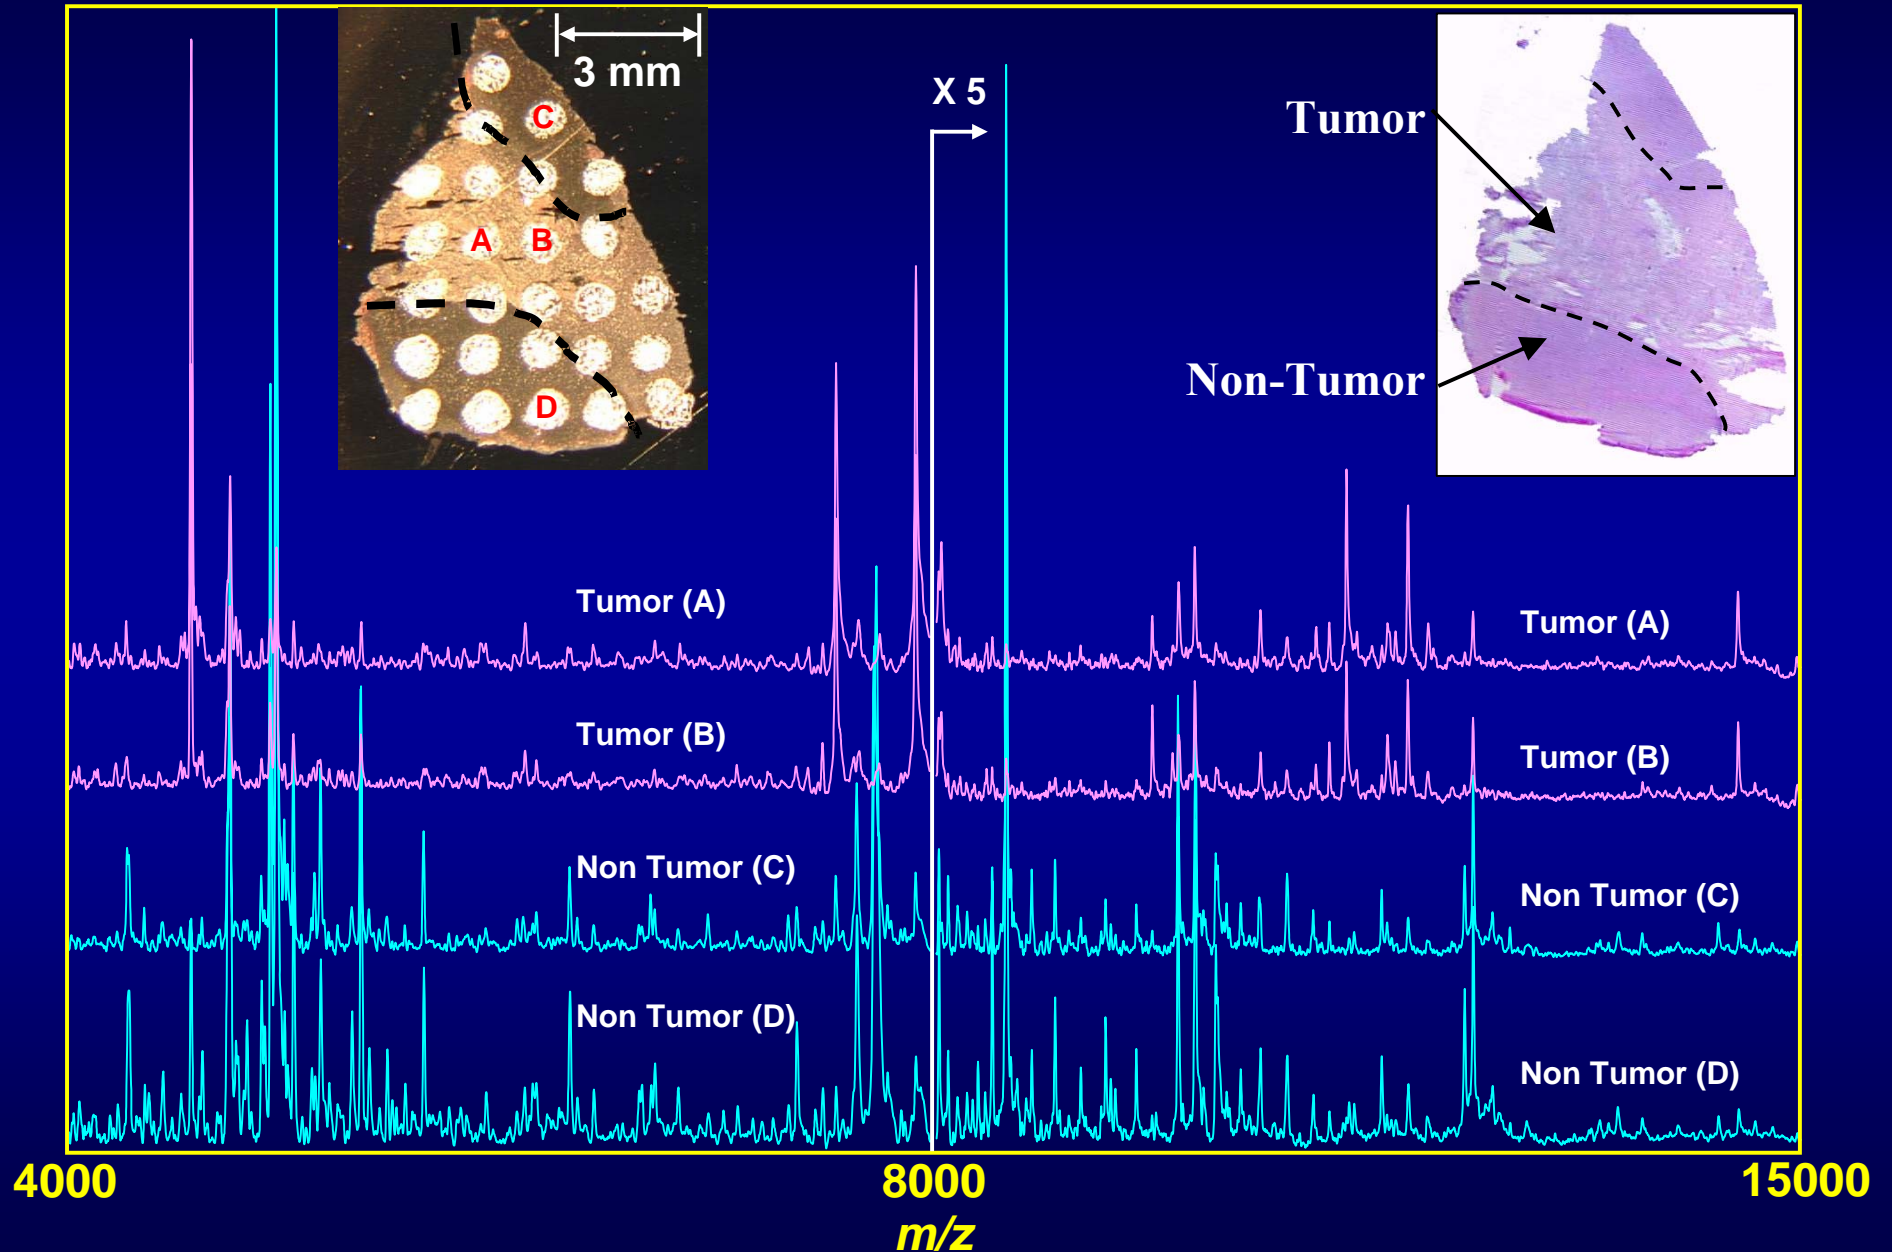 3 mm
C
A
B
D
X 5
Tumor
Non-Tumor
Tumor (A)
Tumor (A)
Tumor (B)
Tumor (B)
Non Tumor (C)
Non Tumor (C)
Non Tumor (D)
Non Tumor (D)
4000
8000
15000
m/z